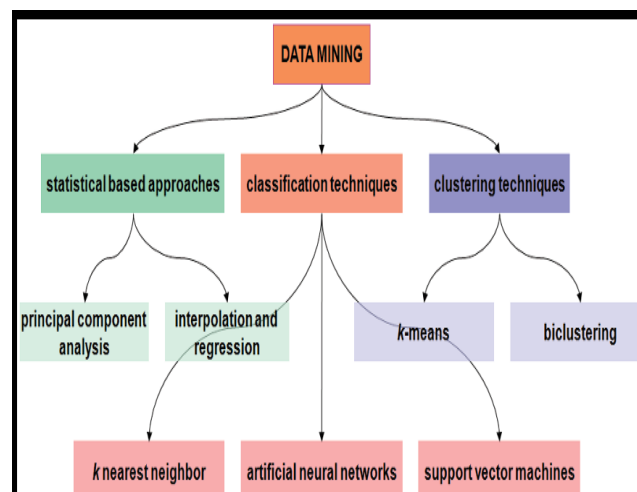 DATA MINING
statistical based approaches
classification techniques
clustering techniques
principal component
analysis
interpolation and
regression
k-means
biclustering
k nearest neighbor
artificial neural networks
support vector machines